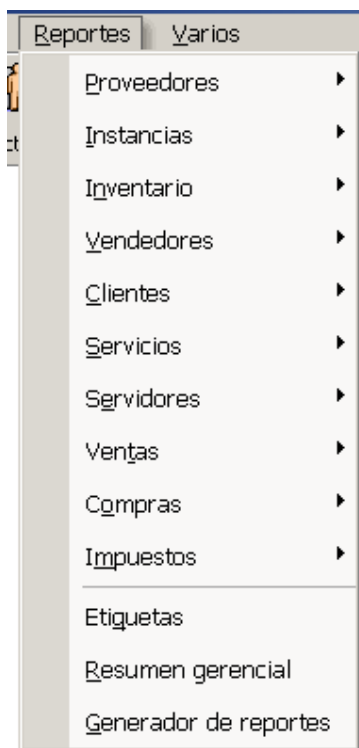 Reportes Varios
Proveedores
Instancias
Inventario
Vendedores
Clientes
Servicios
Servidores
Ventas
Compras
Impuestos
Etiquetas
Resumen gerencial
Generador de reportes